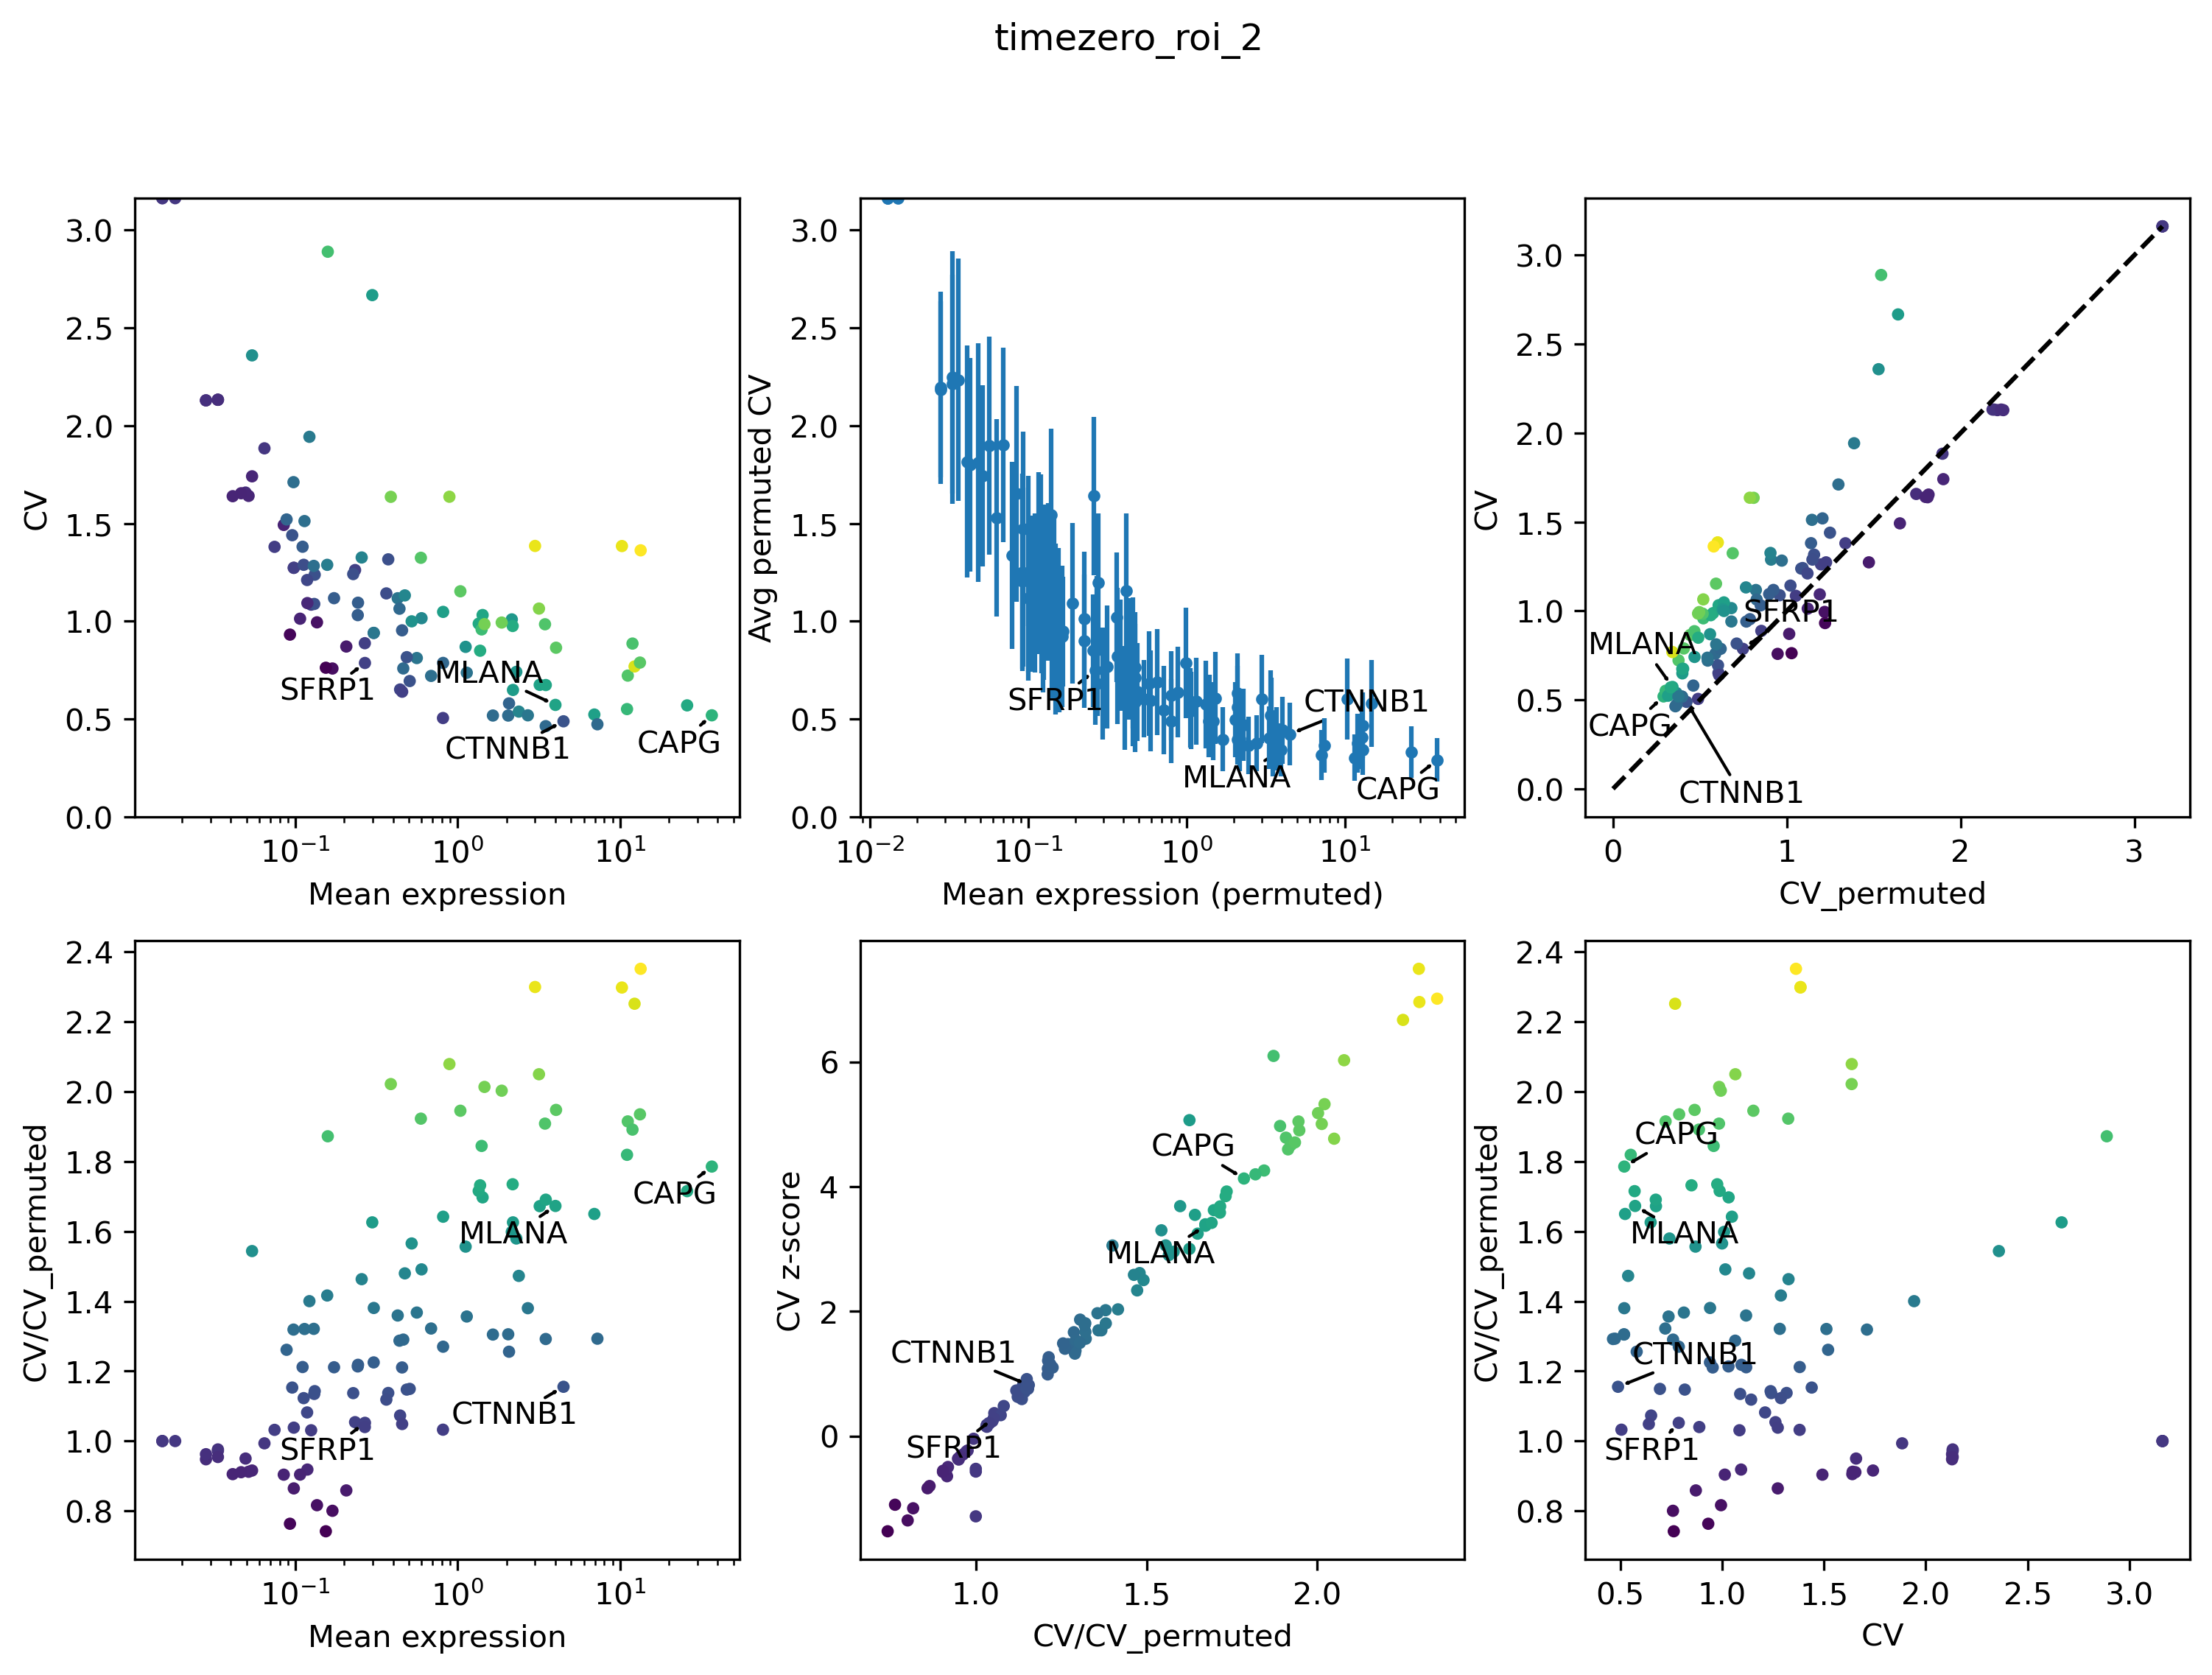 timezero_roi_2
CV
3.0
2.5
2.0
1.5
1.0
0.5
0.0
SFRP1
MLANA
CTNNB1
CAPG
10⁻¹ 10⁰ 10¹
Mean expression
Avg permuted CV
3.0
2.5
2.0
1.5
1.0
0.5
0.0
SFRP1
CTNNB1
MLANA
CAPG
10⁻² 10⁻¹ 10⁰ 10¹
Mean expression (permuted)
CV
3.0
2.5
2.0
1.5
1.0
0.5
0.0
SFRP1
MLANA
CAPG
CTNNB1
0 1 2 3
CV_permuted
CV/CV_permuted
2.4
2.2
2.0
1.8
1.6
1.4
1.2
1.0
0.8
CAPG
MLANA
CTNNB1
SFRP1
10⁻¹ 10⁰ 10¹
Mean expression
CV z-score
6
4
2
0
CAPG
MLANA
CTNNB1
SFRP1
1.0 1.5 2.0
CV/CV_permuted
CV/CV_permuted
2.4
2.2
2.0
1.8
1.6
1.4
1.2
1.0
0.8
CAPG
MLANA
CTNNB1
SFRP1
0.5 1.0 1.5 2.0 2.5 3.0
CV